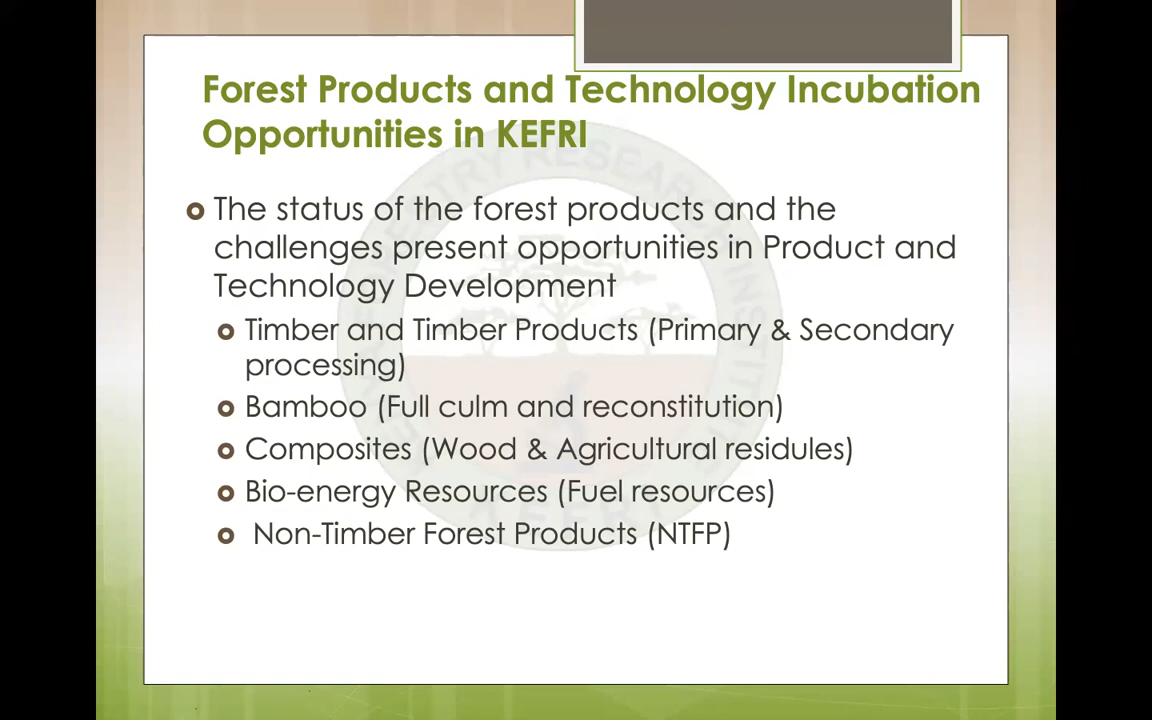 Forest Products and Technology Incubation
Opportunities in KEFRI
The status of the forest products and the
challenges present opportunities in Product and
Technology Development
Timber and Timber Products (Primary & Secondary
processing)
Bamboo (Full culm and reconstitution)
Composites (Wood & Agricultural residules)
Bio-energy Resources (Fuel resources)
Non-Timber Forest Products (NTFP)